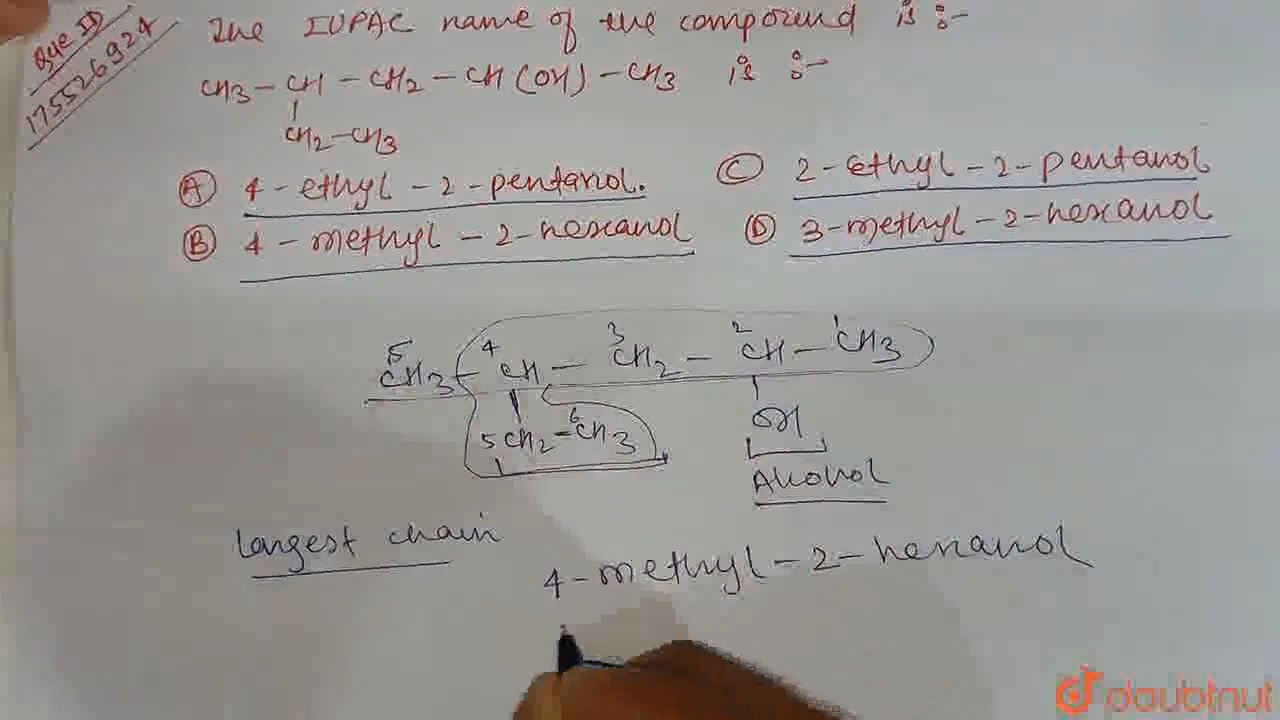 Que ID
175526924
The IUPAC name of the compound is :-
CH3 - CH - CH2 - CH (OH) - CH3 is :-
CH2 - CH3
(A) 4 - ethyl - 2 - pentanol.
(C) 2 - ethyl - 2 - pentanol
(B) 4 - methyl - 2 - hexanol
(D) 3 - methyl - 2 - hexanol
5 4 3 2 1
CH3 - CH - CH2 - CH - CH3
5 CH2 - 6 CH3 OH
Alcohol
largest chain
4 - methyl - 2 - hexanol
doubtnut